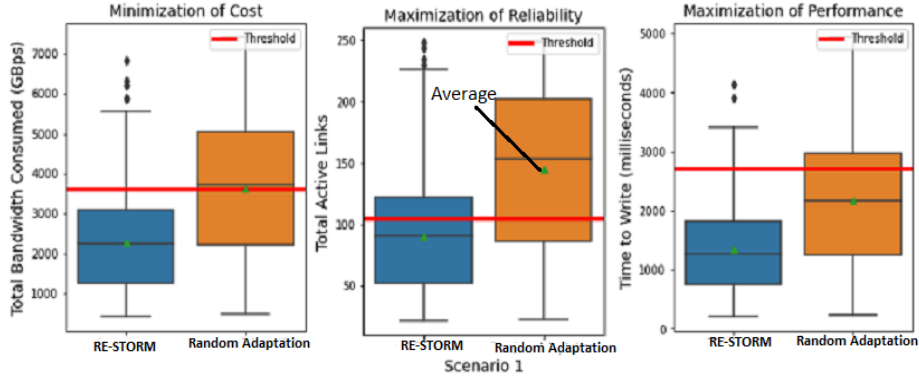 Minimization of Cost
Threshold
Total Bandwidth Consumed (GBps)
7000
6000
5000
4000
3000
2000
1000
RE-STORM
Random Adaptation
Maximization of Reliability
Threshold
Average
Total Active Links
250
200
150
100
50
RE-STORM
Random Adaptation
Scenario 1
Maximization of Performance
Threshold
Time to Write (milliseconds)
5000
4000
3000
2000
1000
0
RE-STORM
Random Adaptation